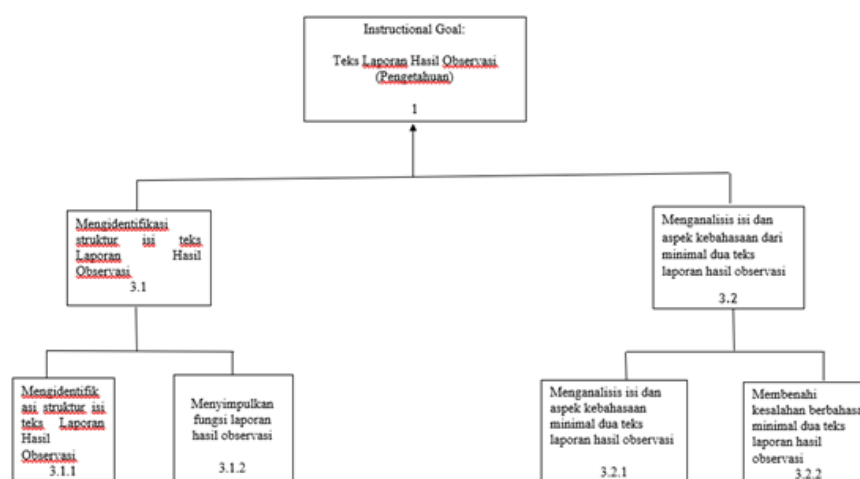 Instructional Goal:
Teks Laporan Hasil Observasi
(Pengetahuan)
1
Mengidentifikasi
struktur isi teks
Laporan Hasil
Observasi
3.1
Menganalisis isi dan
aspek kebahasaan dari
minimal dua teks
laporan hasil observasi
3.2
Mengidentifik
asi struktur isi
teks Laporan
Hasil
Observasi
3.1.1
Menyimpulkan
fungsi laporan
hasil observasi
3.1.2
Menganalisis isi dan
aspek kebahasaan
minimal dua teks
laporan hasil observasi
3.2.1
Membenahi
kesalahan berbahasa
minimal dua teks
laporan hasil
observasi
3.2.2